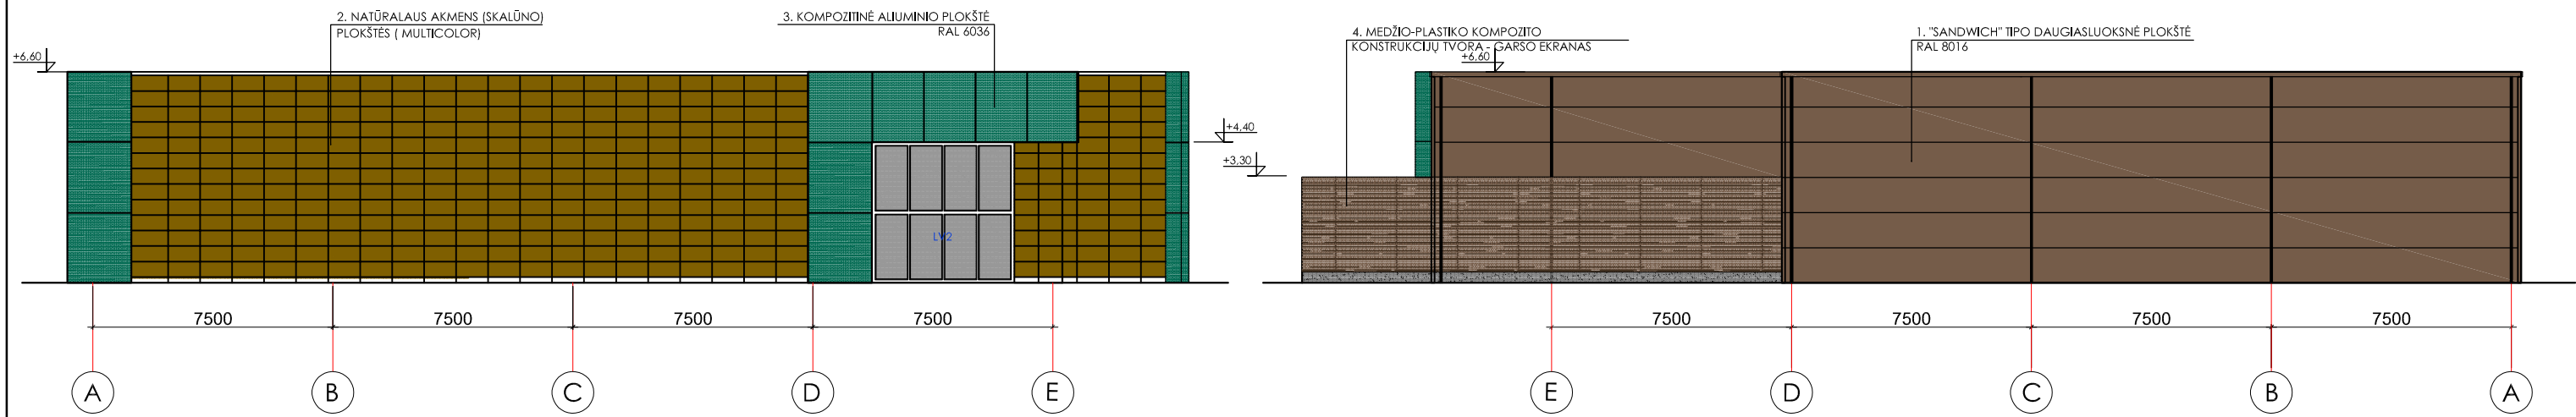 2. NATŪRALAUS AKMENS (SKALŪNO)
PLOKŠTĖS ( MULTICOLOR)
3. KOMPOZITINĖ ALIUMINIO PLOKŠTĖ
RAL 6036
+6,60
+4,40
LV2
7500 7500 7500 7500
A B C D E
4. MEDŽIO-PLASTIKO KOMPOZITO
KONSTRUKCIJŲ TVORA - GARSO EKRANAS
+6,60
1. "SANDWICH" TIPO DAUGIASLUOKSNĖ PLOKŠTĖ
RAL 8016
+3,30
7500 7500 7500 7500
E D C B A